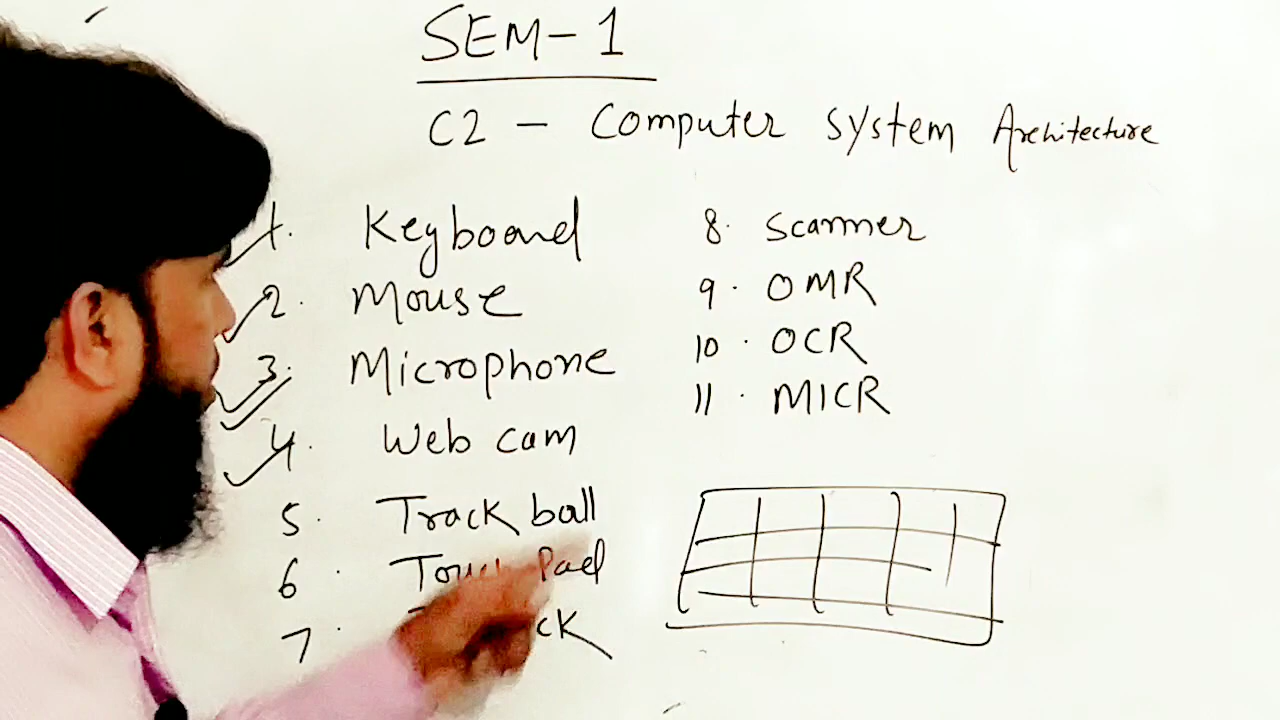 SEM-1
C2 - Computer System Architecture
1. Keyboard
2. Mouse
3. Microphone
4. Web cam
5. Track ball
6. Pad
7.
8. Scanner
9. OMR
10. OCR
11. MICR